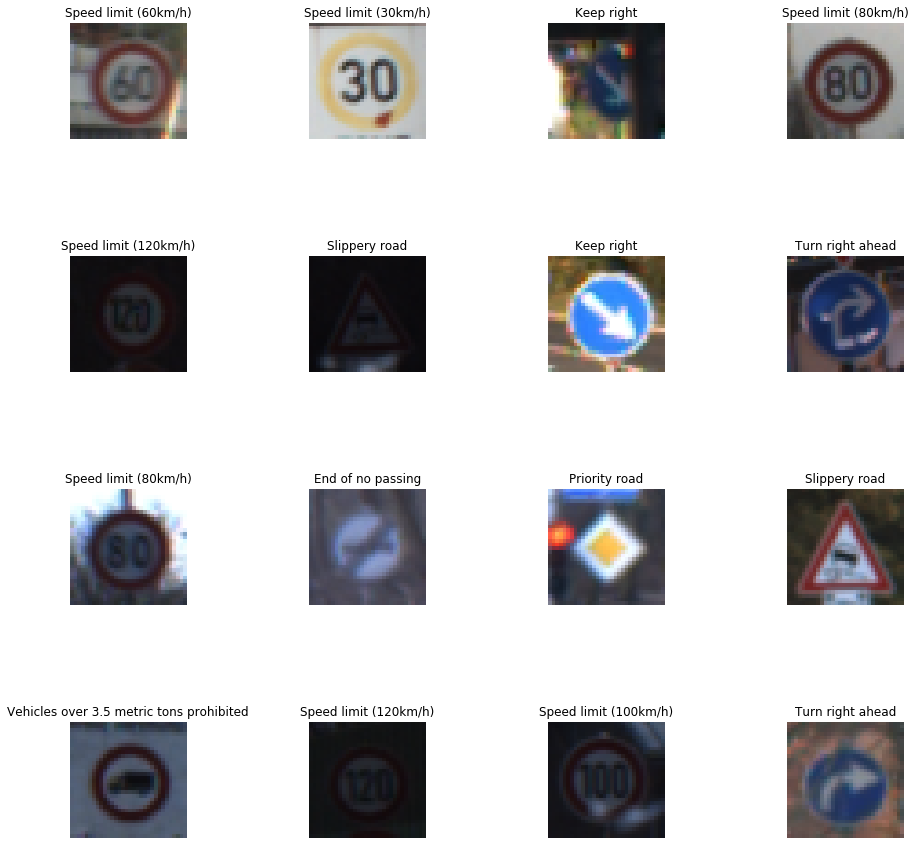 Speed limit (60km/h)
Speed limit (30km/h)
Keep right
Speed limit (80km/h)
60
30
80
Speed limit (120km/h)
Slippery road
Keep right
Turn right ahead
120
Speed limit (80km/h)
End of no passing
Priority road
Slippery road
80
Vehicles over 3.5 metric tons prohibited
Speed limit (120km/h)
Speed limit (100km/h)
Turn right ahead
120
100